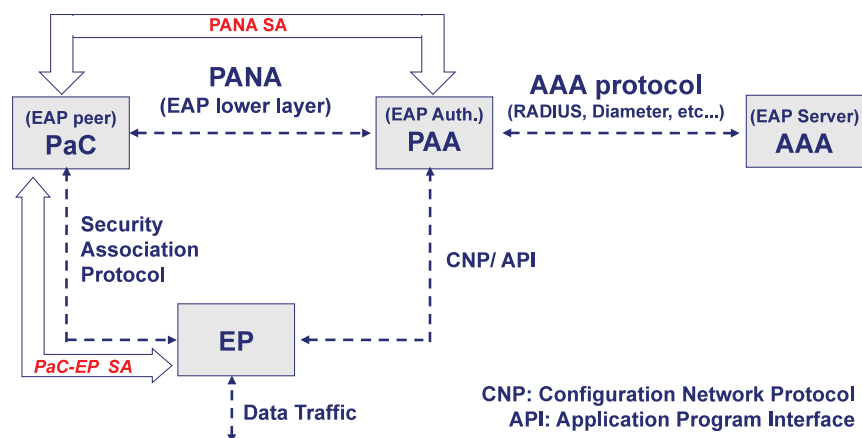 PANA SA
PANA
(EAP lower layer)
AAA protocol
(RADIUS, Diameter, etc...)
(EAP peer)
PaC
(EAP Auth.)
PAA
(EAP Server)
AAA
Security
Association
Protocol
CNP/ API
EP
PaC-EP SA
Data Traffic
CNP: Configuration Network Protocol
API: Application Program Interface